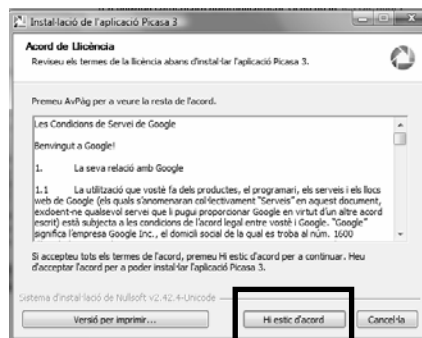 Instal·lació de l'aplicació Picasa 3
Acord de Llicència
Reviseu els termes de la llicència abans d'instal·lar l'aplicació Picasa 3.
Premeu AvPàg per a veure la resta de l'acord.
Les Condicions de Servei de Google
Benvingut a Google!
1. La seva relació amb Google
1.1 La utilització que vostè fa dels productes, el programari, els serveis i els llocs
web de Google (els quals s'anomenaran col·lectivament "Serveis" en aquest document,
excloent-ne qualsevol servei que li pugui proporcionar Google en virtut d'un altre acord
escrit) està subjecta a les condicions de l'acord legal entre vostè i Google. "Google"
significa l'empresa Google Inc., el domicili social de la qual es troba al núm. 1600
Si accepteu tots els termes de l'acord, premeu Hi estic d'acord per a continuar. Heu
d'acceptar l'acord per a poder instal·lar l'aplicació Picasa 3.
Sistema d'instal·lació de Nullsoft v2.42.4-Unicode
Versió per imprimir... Hi estic d'acord Cancel·la